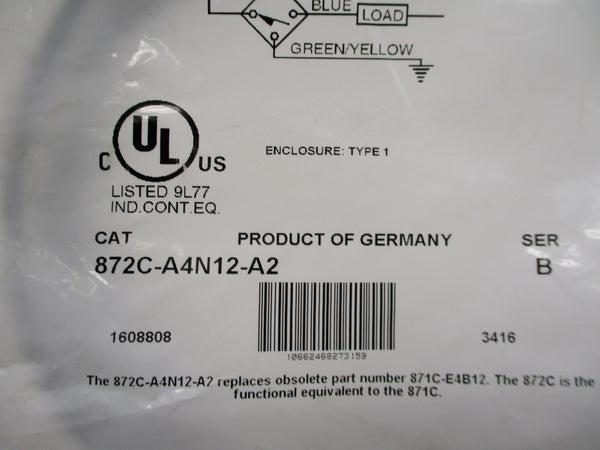 BLUE LOAD
GREEN/YELLOW
C UL US
ENCLOSURE: TYPE 1
LISTED 9L77
IND.CONT.EQ.
CAT PRODUCT OF GERMANY SER
872C-A4N12-A2 B
1608808 3416
10662468273159
The 872C-A4N12-A2 replaces obsolete part number 871C-E4B12. The 872C is the
functional equivalent to the 871C.